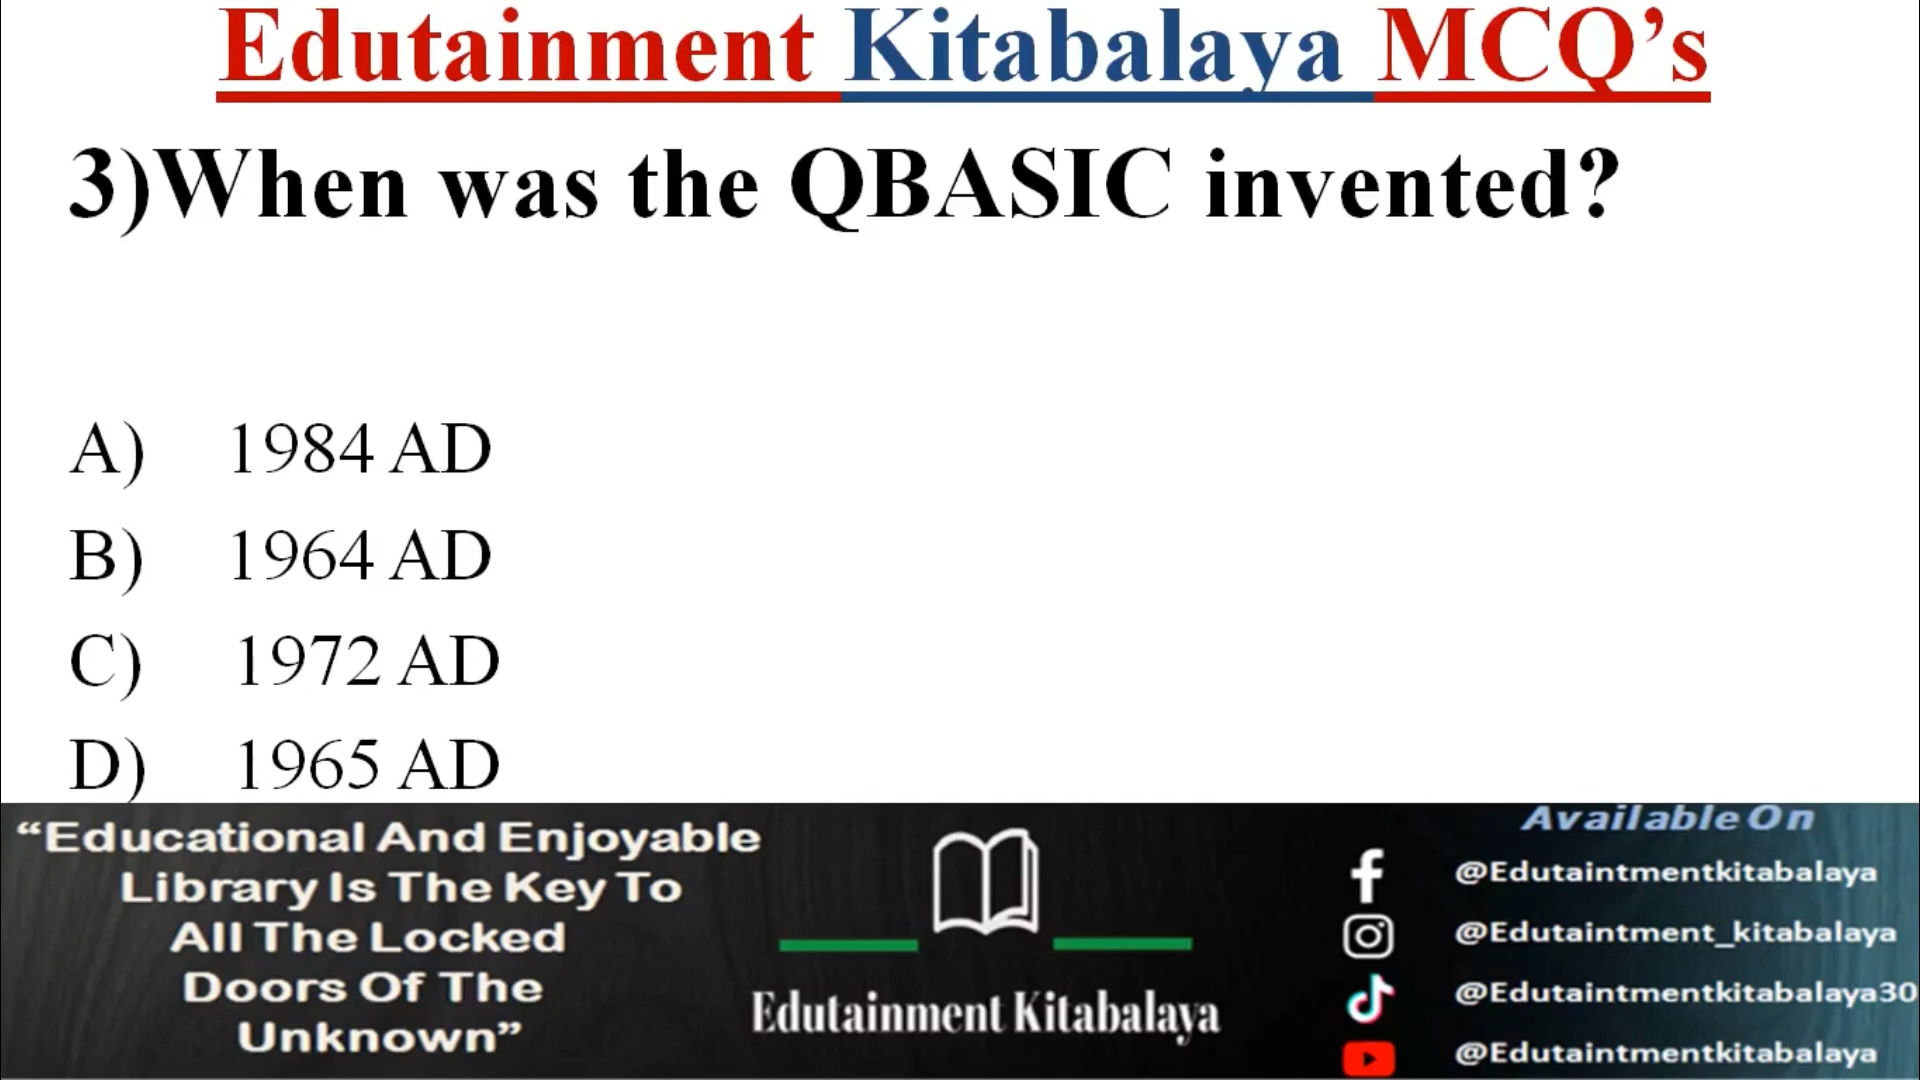 Edutainment Kitabalaya MCQ’s
3)When was the QBASIC invented?
A) 1984 AD
B) 1964 AD
C) 1972 AD
D) 1965 AD
“Educational And Enjoyable
Library Is The Key To
All The Locked
Doors Of The
Unknown”
Edutainment Kitabalaya
Available On
@Edutaintmentkitabalaya
@Edutaintment_kitabalaya
@Edutaintmentkitabalaya30
@Edutaintmentkitabalaya